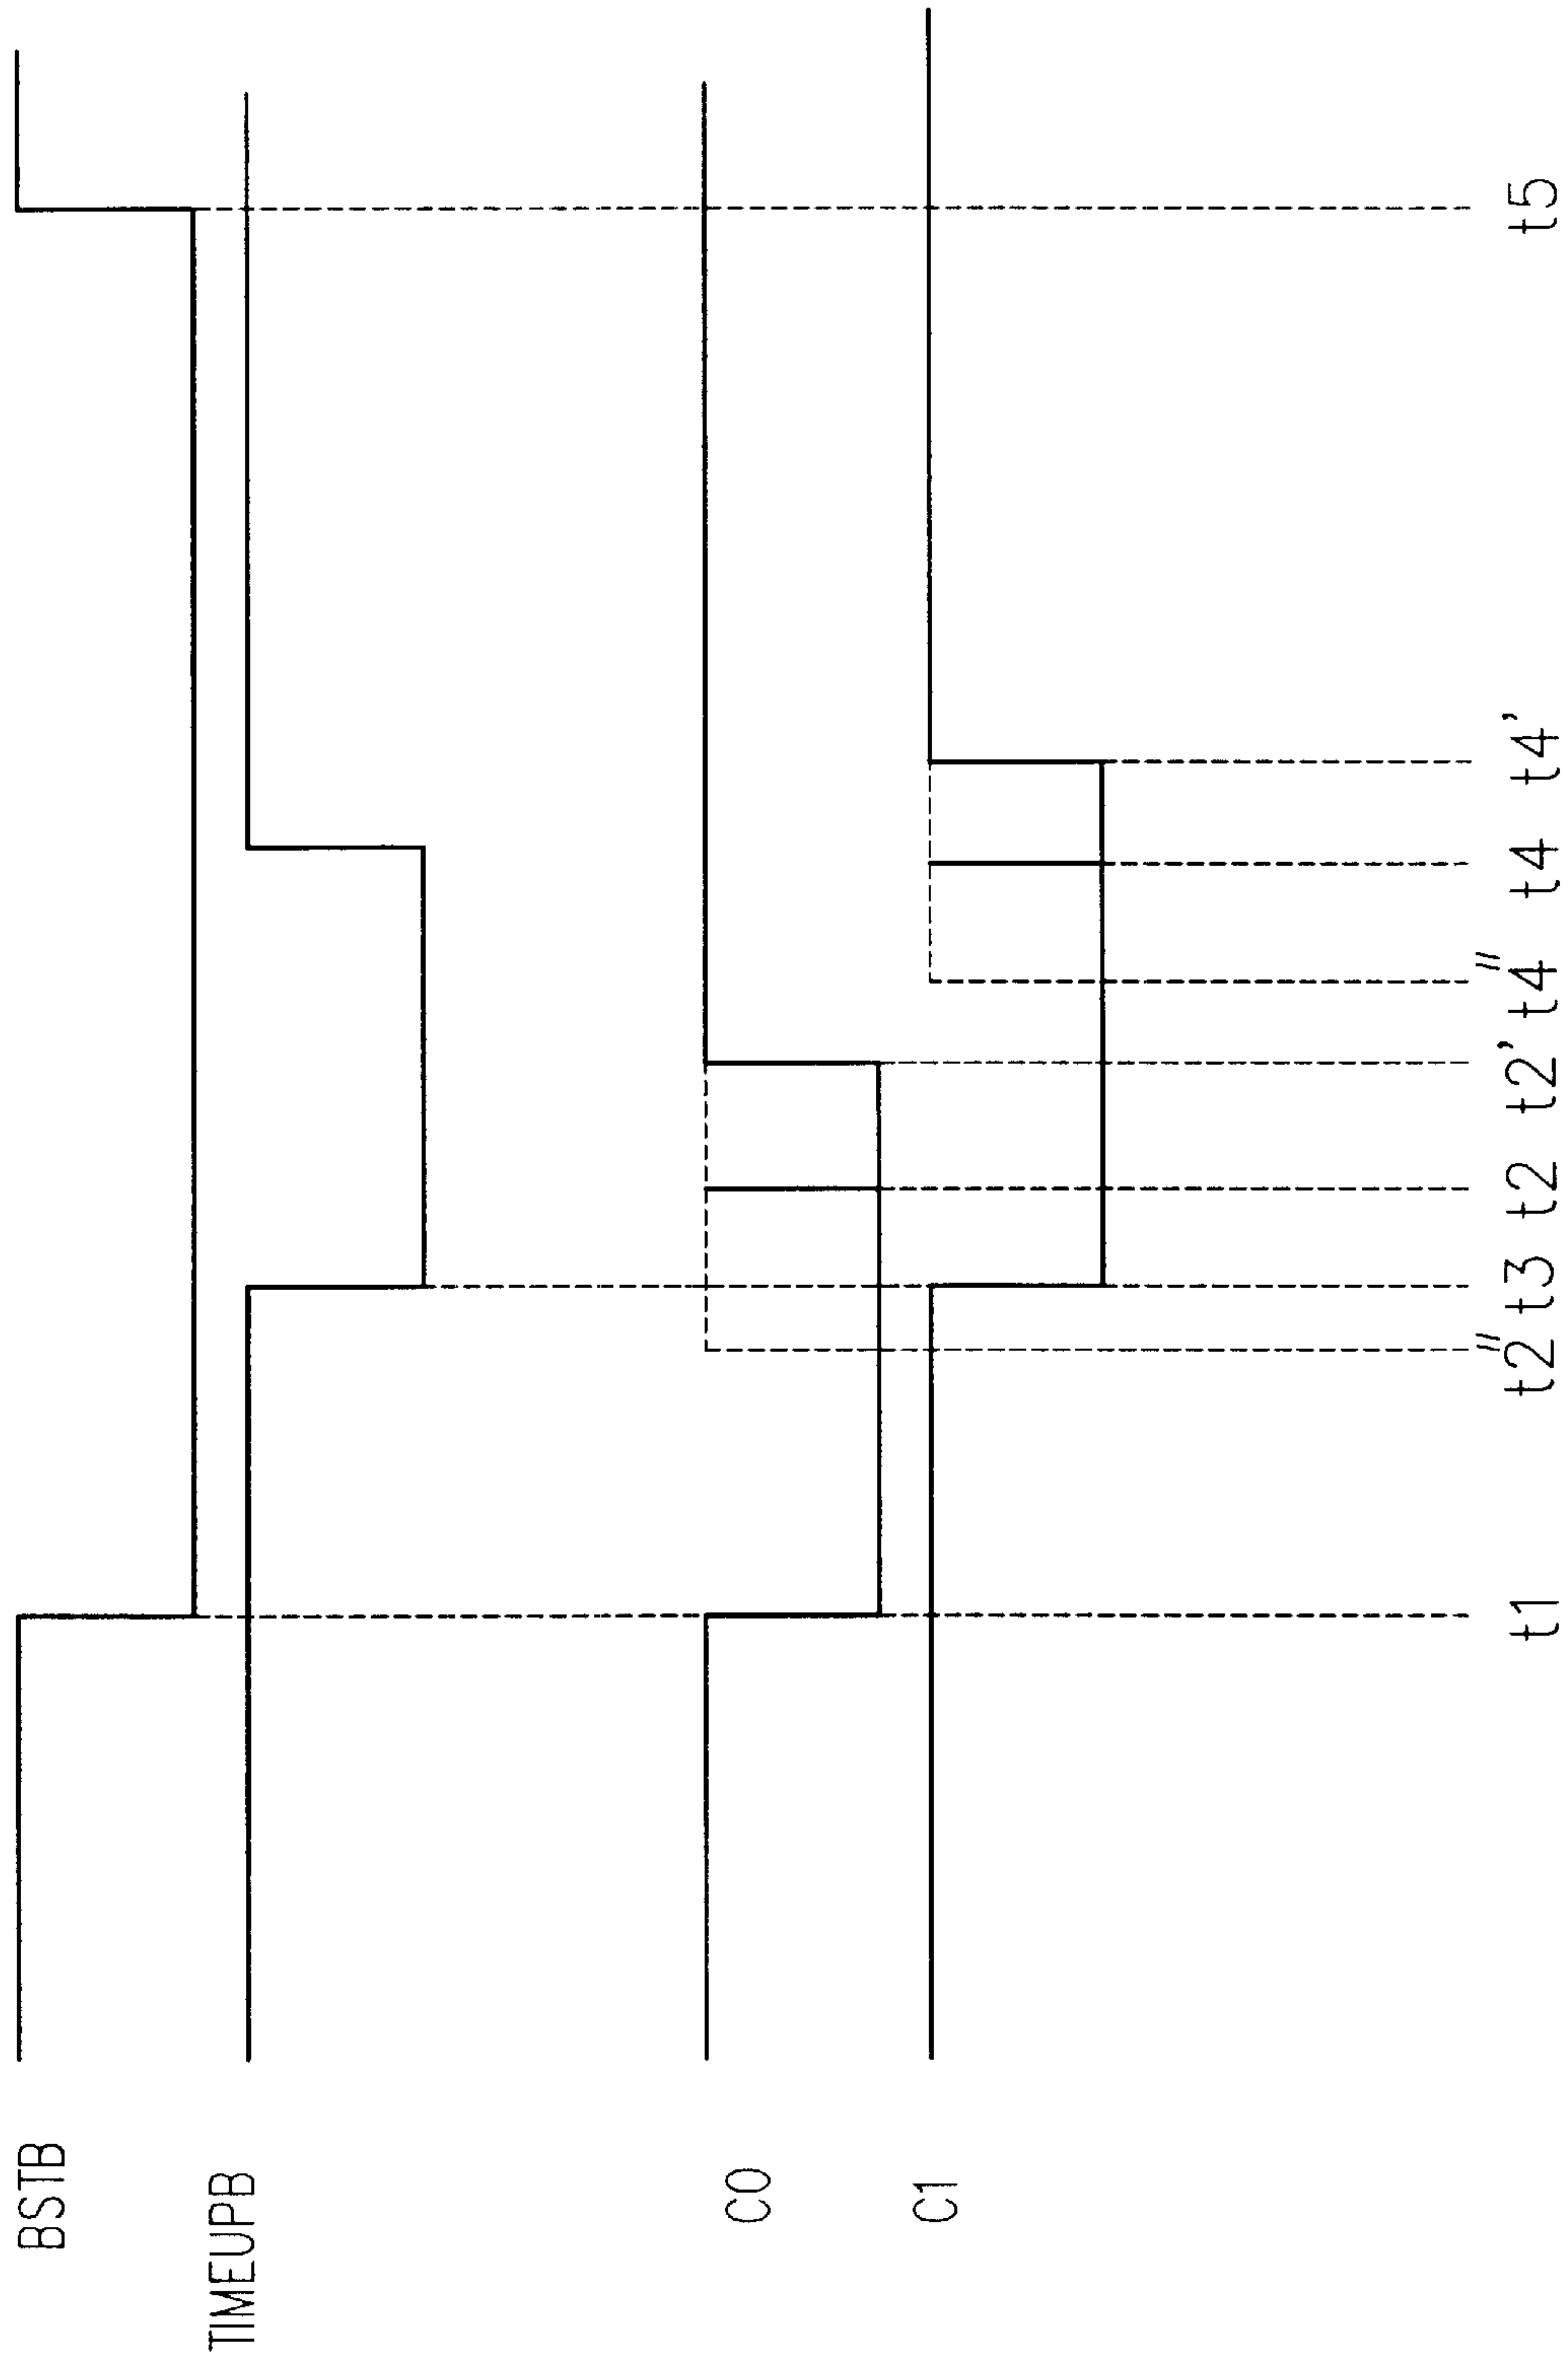 BSTB
TIMEUPB
C0
C1
t1 t2" t3 t2 t2' t4" t4 t4' t5